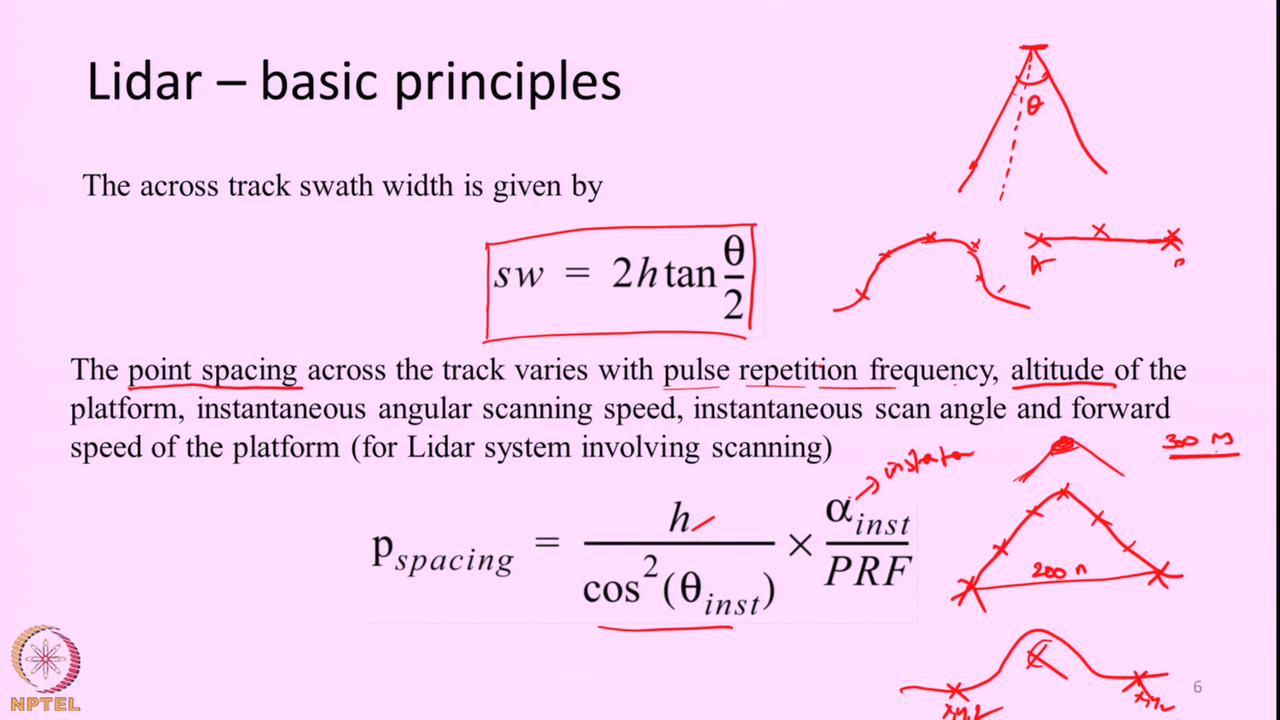 Lidar – basic principles
θ
The across track swath width is given by
sw = 2h tan θ/2
A
The point spacing across the track varies with pulse repetition frequency, altitude of the
platform, instantaneous angular scanning speed, instantaneous scan angle and forward
speed of the platform (for Lidar system involving scanning)
300 M
p_spacing = h / cos²(θ_inst) × α_inst / PRF
200 m
x,y,z
x,y,z
NPTEL
6